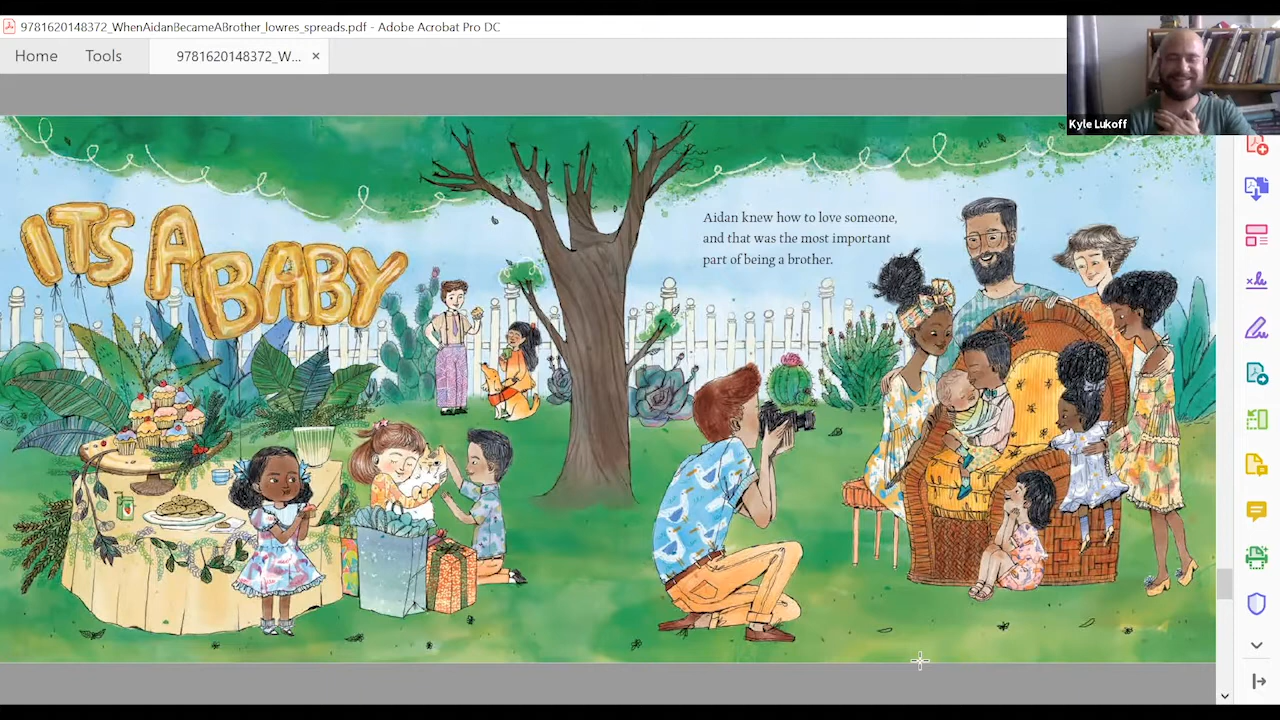 9781620148372_WhenAidanBecameABrother_lowres_spreads.pdf - Adobe Acrobat Pro DC
Home Tools 9781620148372_W... ×
Kyle Lukoff
IT'S A BABY
Aidan knew how to love someone,
and that was the most important
part of being a brother.